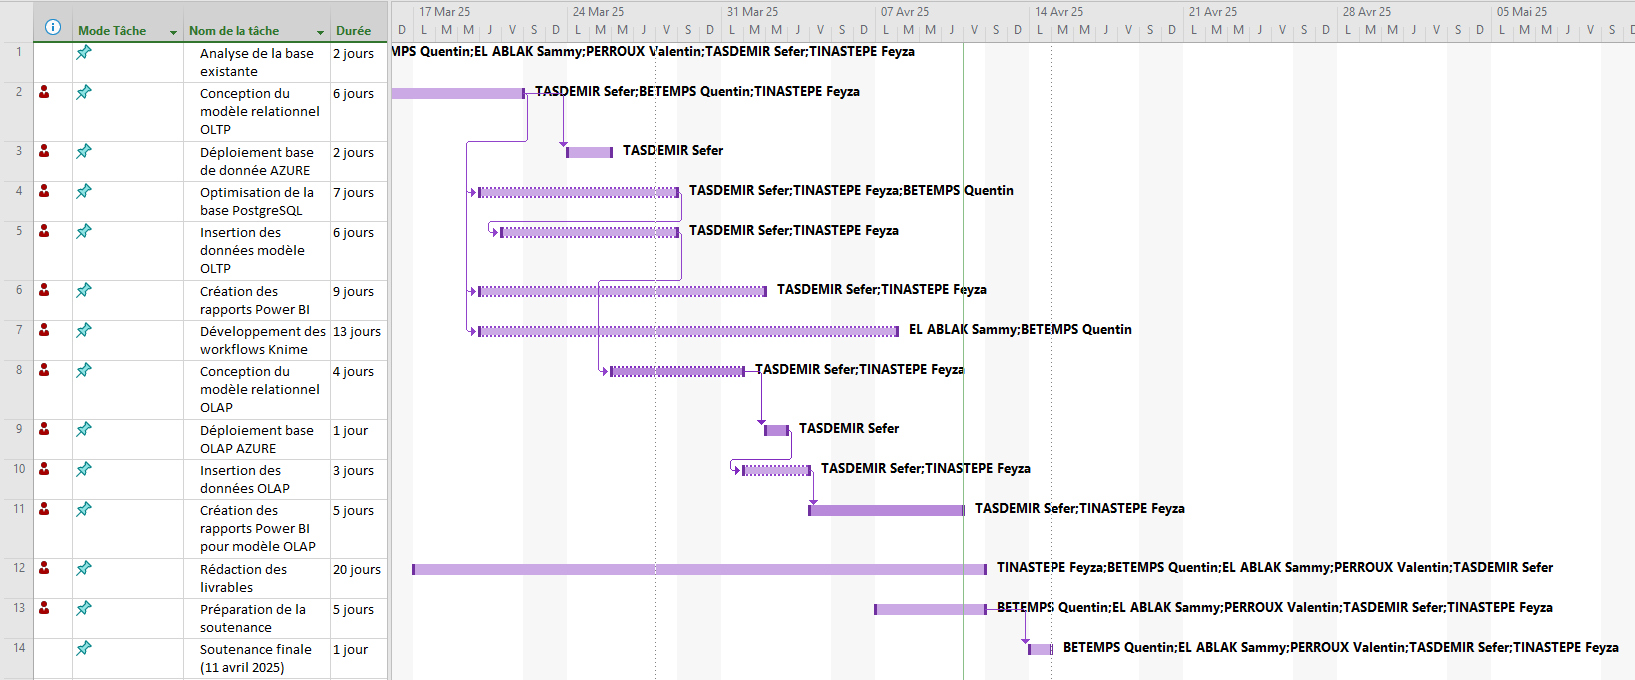 17 Mar 25 24 Mar 25 31 Mar 25 07 Avr 25 14 Avr 25 21 Avr 25 28 Avr 25 05 Mai 25
Mode Tâche Nom de la tâche Durée D L M M J V S D L M M J V S D L M M J V S D L M M J V S D L M M J V S D L M M J V S D L M M J V S D L M M J V S D
1 Analyse de la base existante 2 jours MPS Quentin;EL ABLAK Sammy;PERROUX Valentin;TASDEMIR Sefer;TINASTEPE Feyza
2 Conception du modèle relationnel OLTP 6 jours TASDEMIR Sefer;BETEMPS Quentin;TINASTEPE Feyza
3 Déploiement base de donnée AZURE 2 jours TASDEMIR Sefer
4 Optimisation de la base PostgreSQL 7 jours TASDEMIR Sefer;TINASTEPE Feyza;BETEMPS Quentin
5 Insertion des données modèle OLTP 6 jours TASDEMIR Sefer;TINASTEPE Feyza
6 Création des rapports Power BI 9 jours TASDEMIR Sefer;TINASTEPE Feyza
7 Développement des workflows Knime 13 jours EL ABLAK Sammy;BETEMPS Quentin
8 Conception du modèle relationnel OLAP 4 jours TASDEMIR Sefer;TINASTEPE Feyza
9 Déploiement base OLAP AZURE 1 jour TASDEMIR Sefer
10 Insertion des données OLAP 3 jours TASDEMIR Sefer;TINASTEPE Feyza
11 Création des rapports Power BI pour modèle OLAP 5 jours TASDEMIR Sefer;TINASTEPE Feyza
12 Rédaction des livrables 20 jours TINASTEPE Feyza;BETEMPS Quentin;EL ABLAK Sammy;PERROUX Valentin;TASDEMIR Sefer
13 Préparation de la soutenance 5 jours BETEMPS Quentin;EL ABLAK Sammy;PERROUX Valentin;TASDEMIR Sefer;TINASTEPE Feyza
14 Soutenance finale (11 avril 2025) 1 jour BETEMPS Quentin;EL ABLAK Sammy;PERROUX Valentin;TASDEMIR Sefer;TINASTEPE Feyza